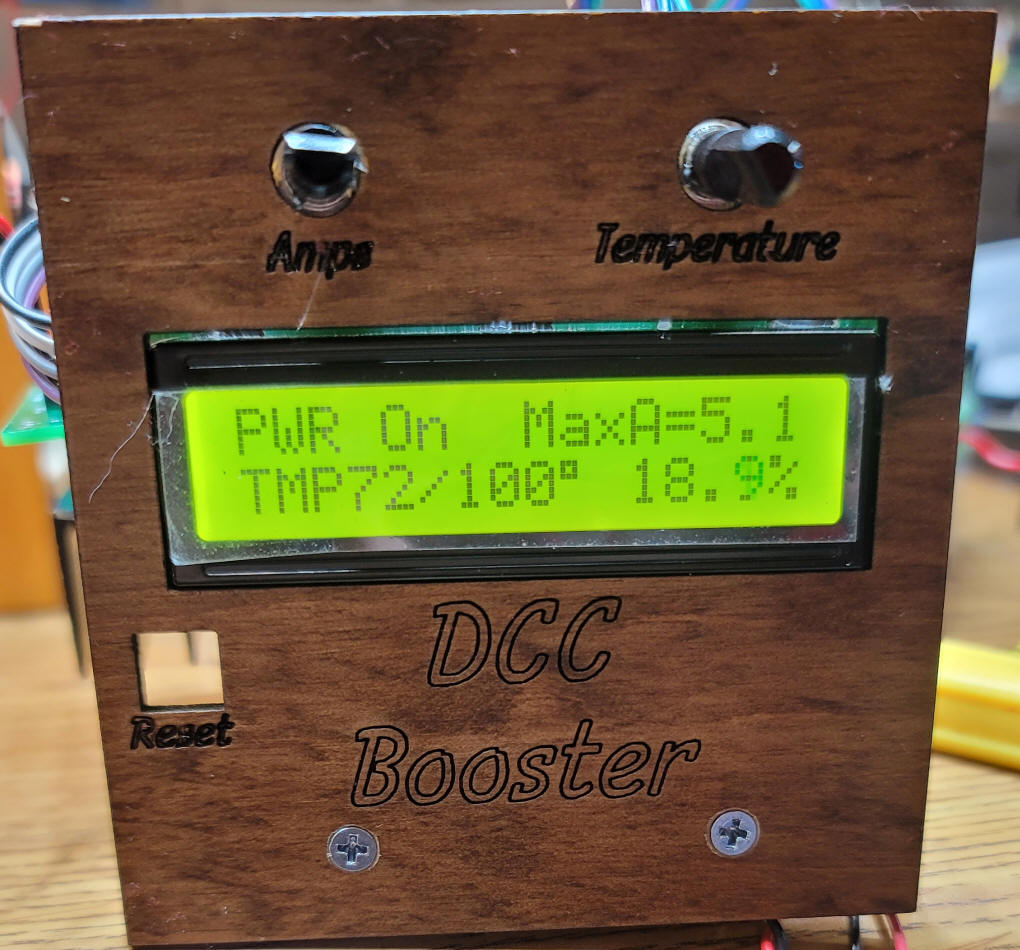 Amps
Temperature
PWR On MaxA=5.1
TMP72/100° 18.9%
Reset
DCC
Booster